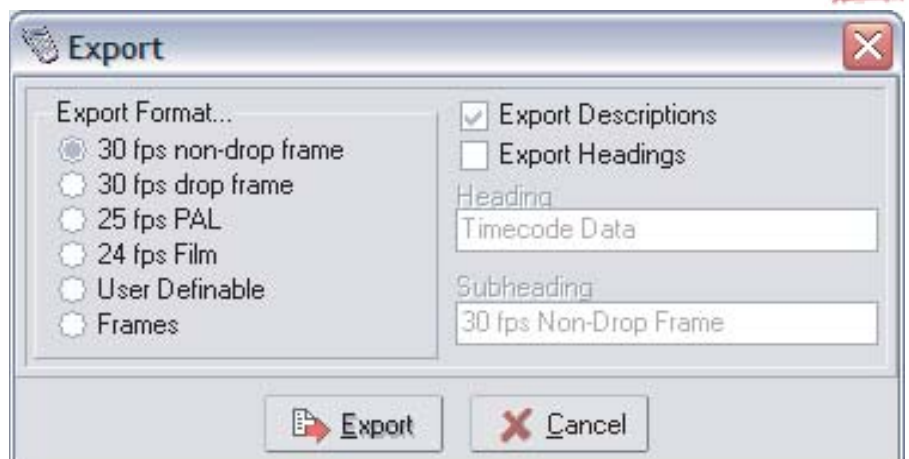 Export
Export Format...
30 fps non-drop frame
30 fps drop frame
25 fps PAL
24 fps Film
User Definable
Frames
Export Descriptions
Export Headings
Heading
Timecode Data
Subheading
30 fps Non-Drop Frame
Export
Cancel